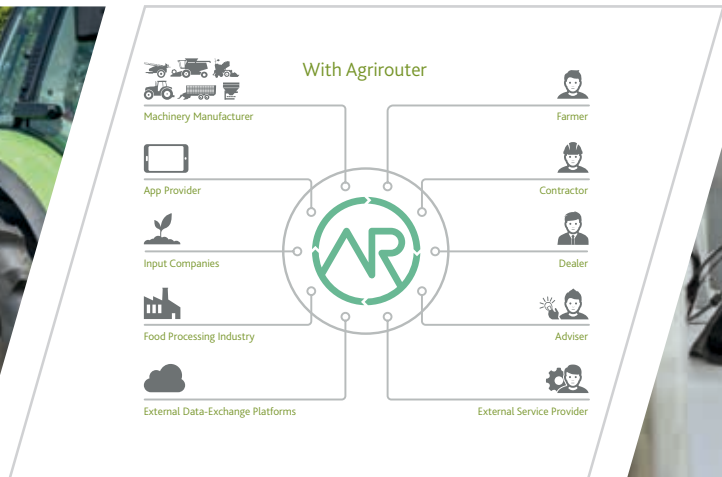 With Agrirouter
Machinery Manufacturer
Farmer
App Provider
Contractor
AR
Input Companies
Dealer
Food Processing Industry
Adviser
External Data-Exchange Platforms
External Service Provider